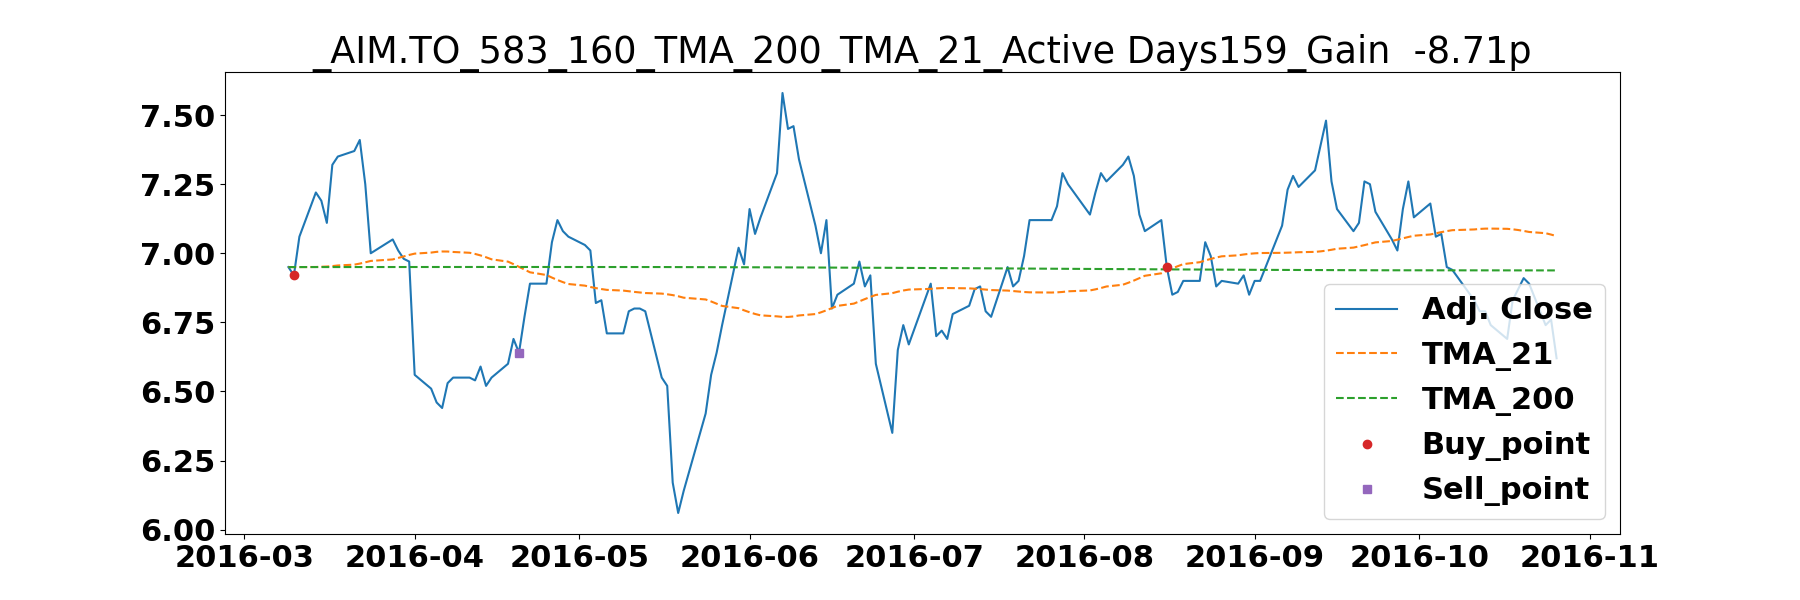 _AIM.TO_583_160_TMA_200_TMA_21_Active Days159_Gain  -8.71p
7.50
7.25
7.00
6.75
6.50
6.25
6.00
2016-03 2016-04 2016-05 2016-06 2016-07 2016-08 2016-09 2016-10 2016-11
Adj. Close
TMA_21
TMA_200
Buy_point
Sell_point